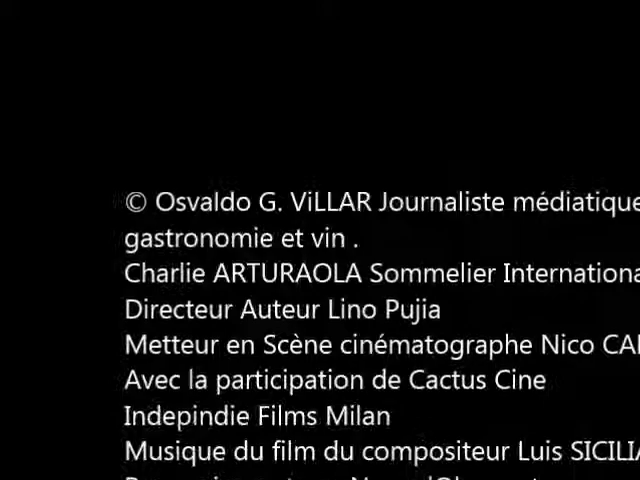 © Osvaldo G. ViLLAR Journaliste médiatique
gastronomie et vin .
Charlie ARTURAOLA Sommelier Internationa
Directeur Auteur Lino Pujia
Metteur en Scène cinématographe Nico CA
Avec la participation de Cactus Cine
Indepindie Films Milan
Musique du film du compositeur Luis SICILIA